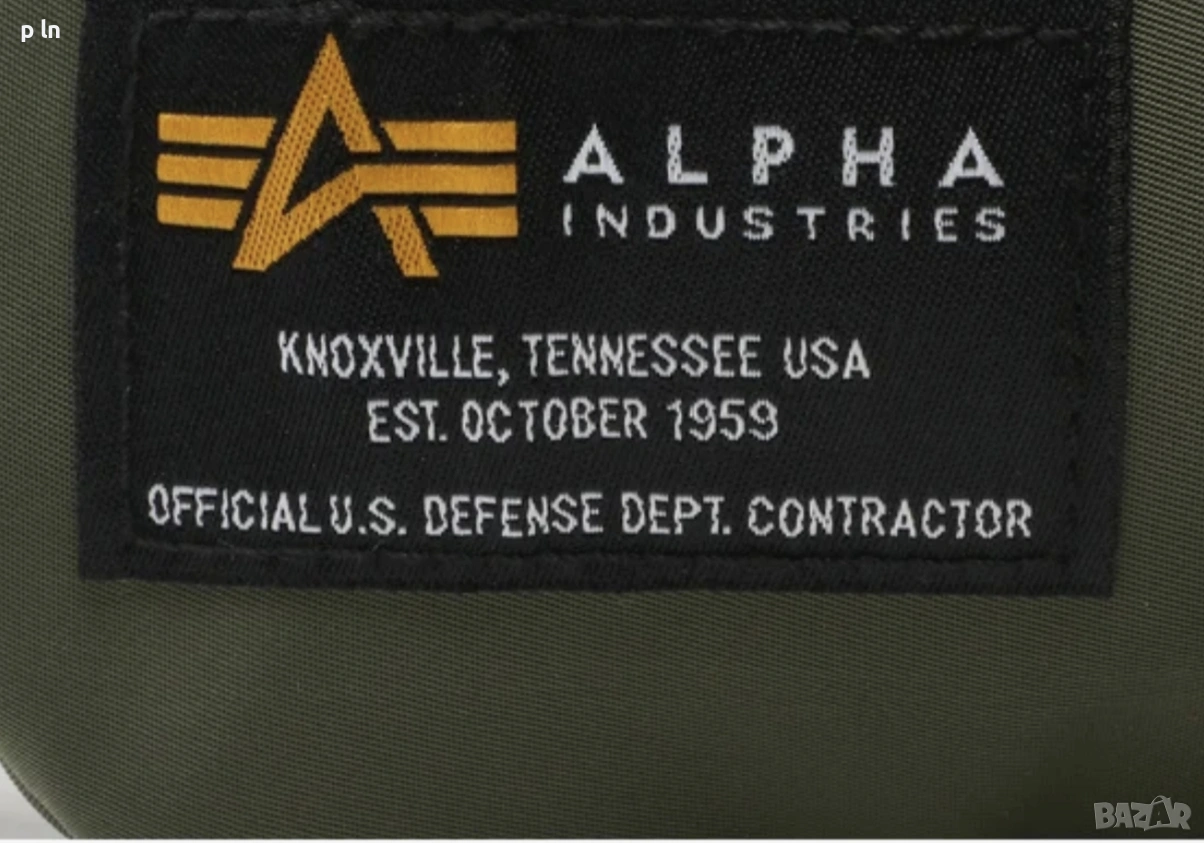 p ln
ALPHA
INDUSTRIES
KNOXVILLE, TENNESSEE USA
EST. OCTOBER 1959
OFFICIAL U.S. DEFENSE DEPT. CONTRACTOR
BAZAR